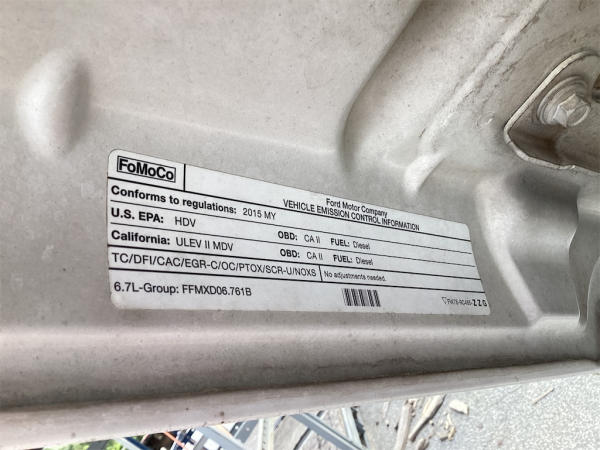 FoMoCo
Ford Motor Company
VEHICLE EMISSION CONTROL INFORMATION
Conforms to regulations: 2015 MY
U.S. EPA: HDV OBD: CA II FUEL: Diesel
California: ULEV II MDV OBD: CA II FUEL: Diesel
TC/DFI/CAC/EGR-C/OC/PTOX/SCR-U/NOXS No adjustments needed.
6.7L-Group: FFMXD06.761B
ZZG